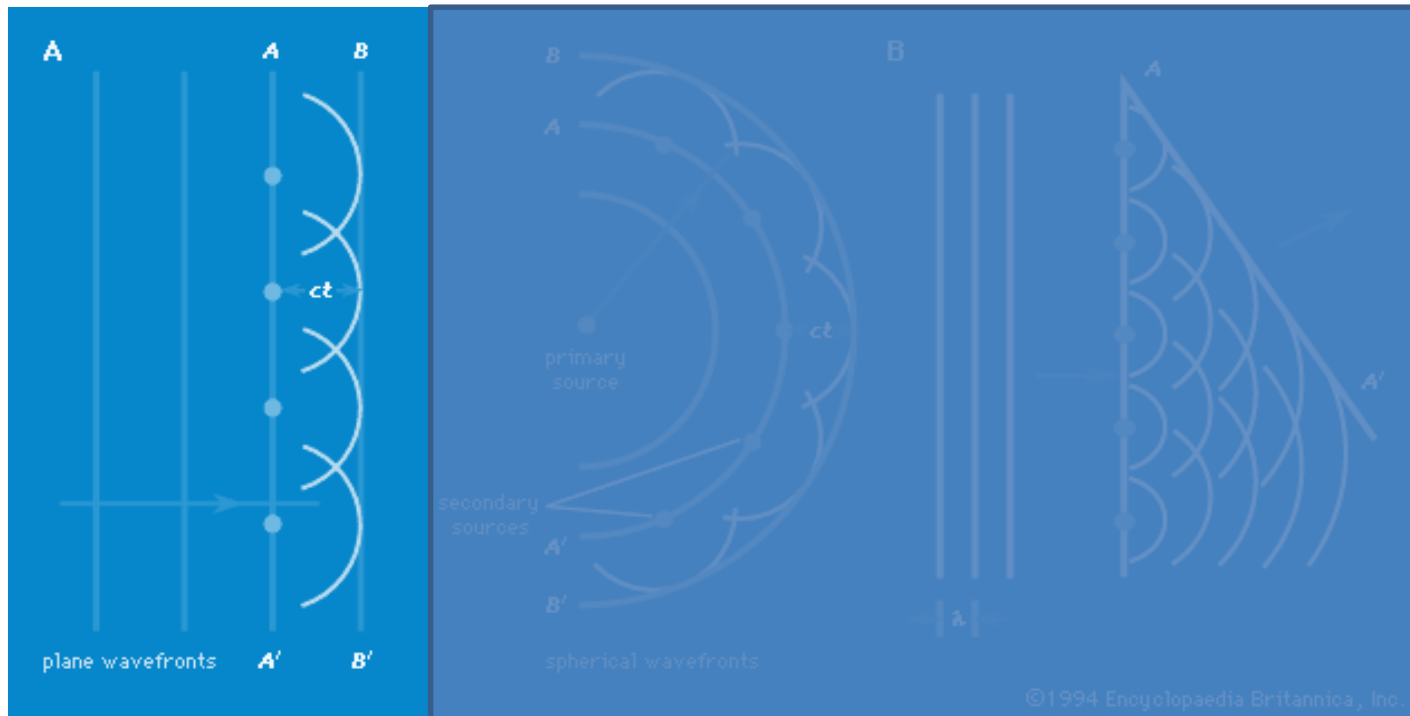 A
A B
ct
plane wavefronts A′ B′
B
A
primary
source
ct
secondary
sources
A′
B′
spherical wavefronts
B
A
A′
λ
©1994 Encyclopaedia Britannica, Inc.